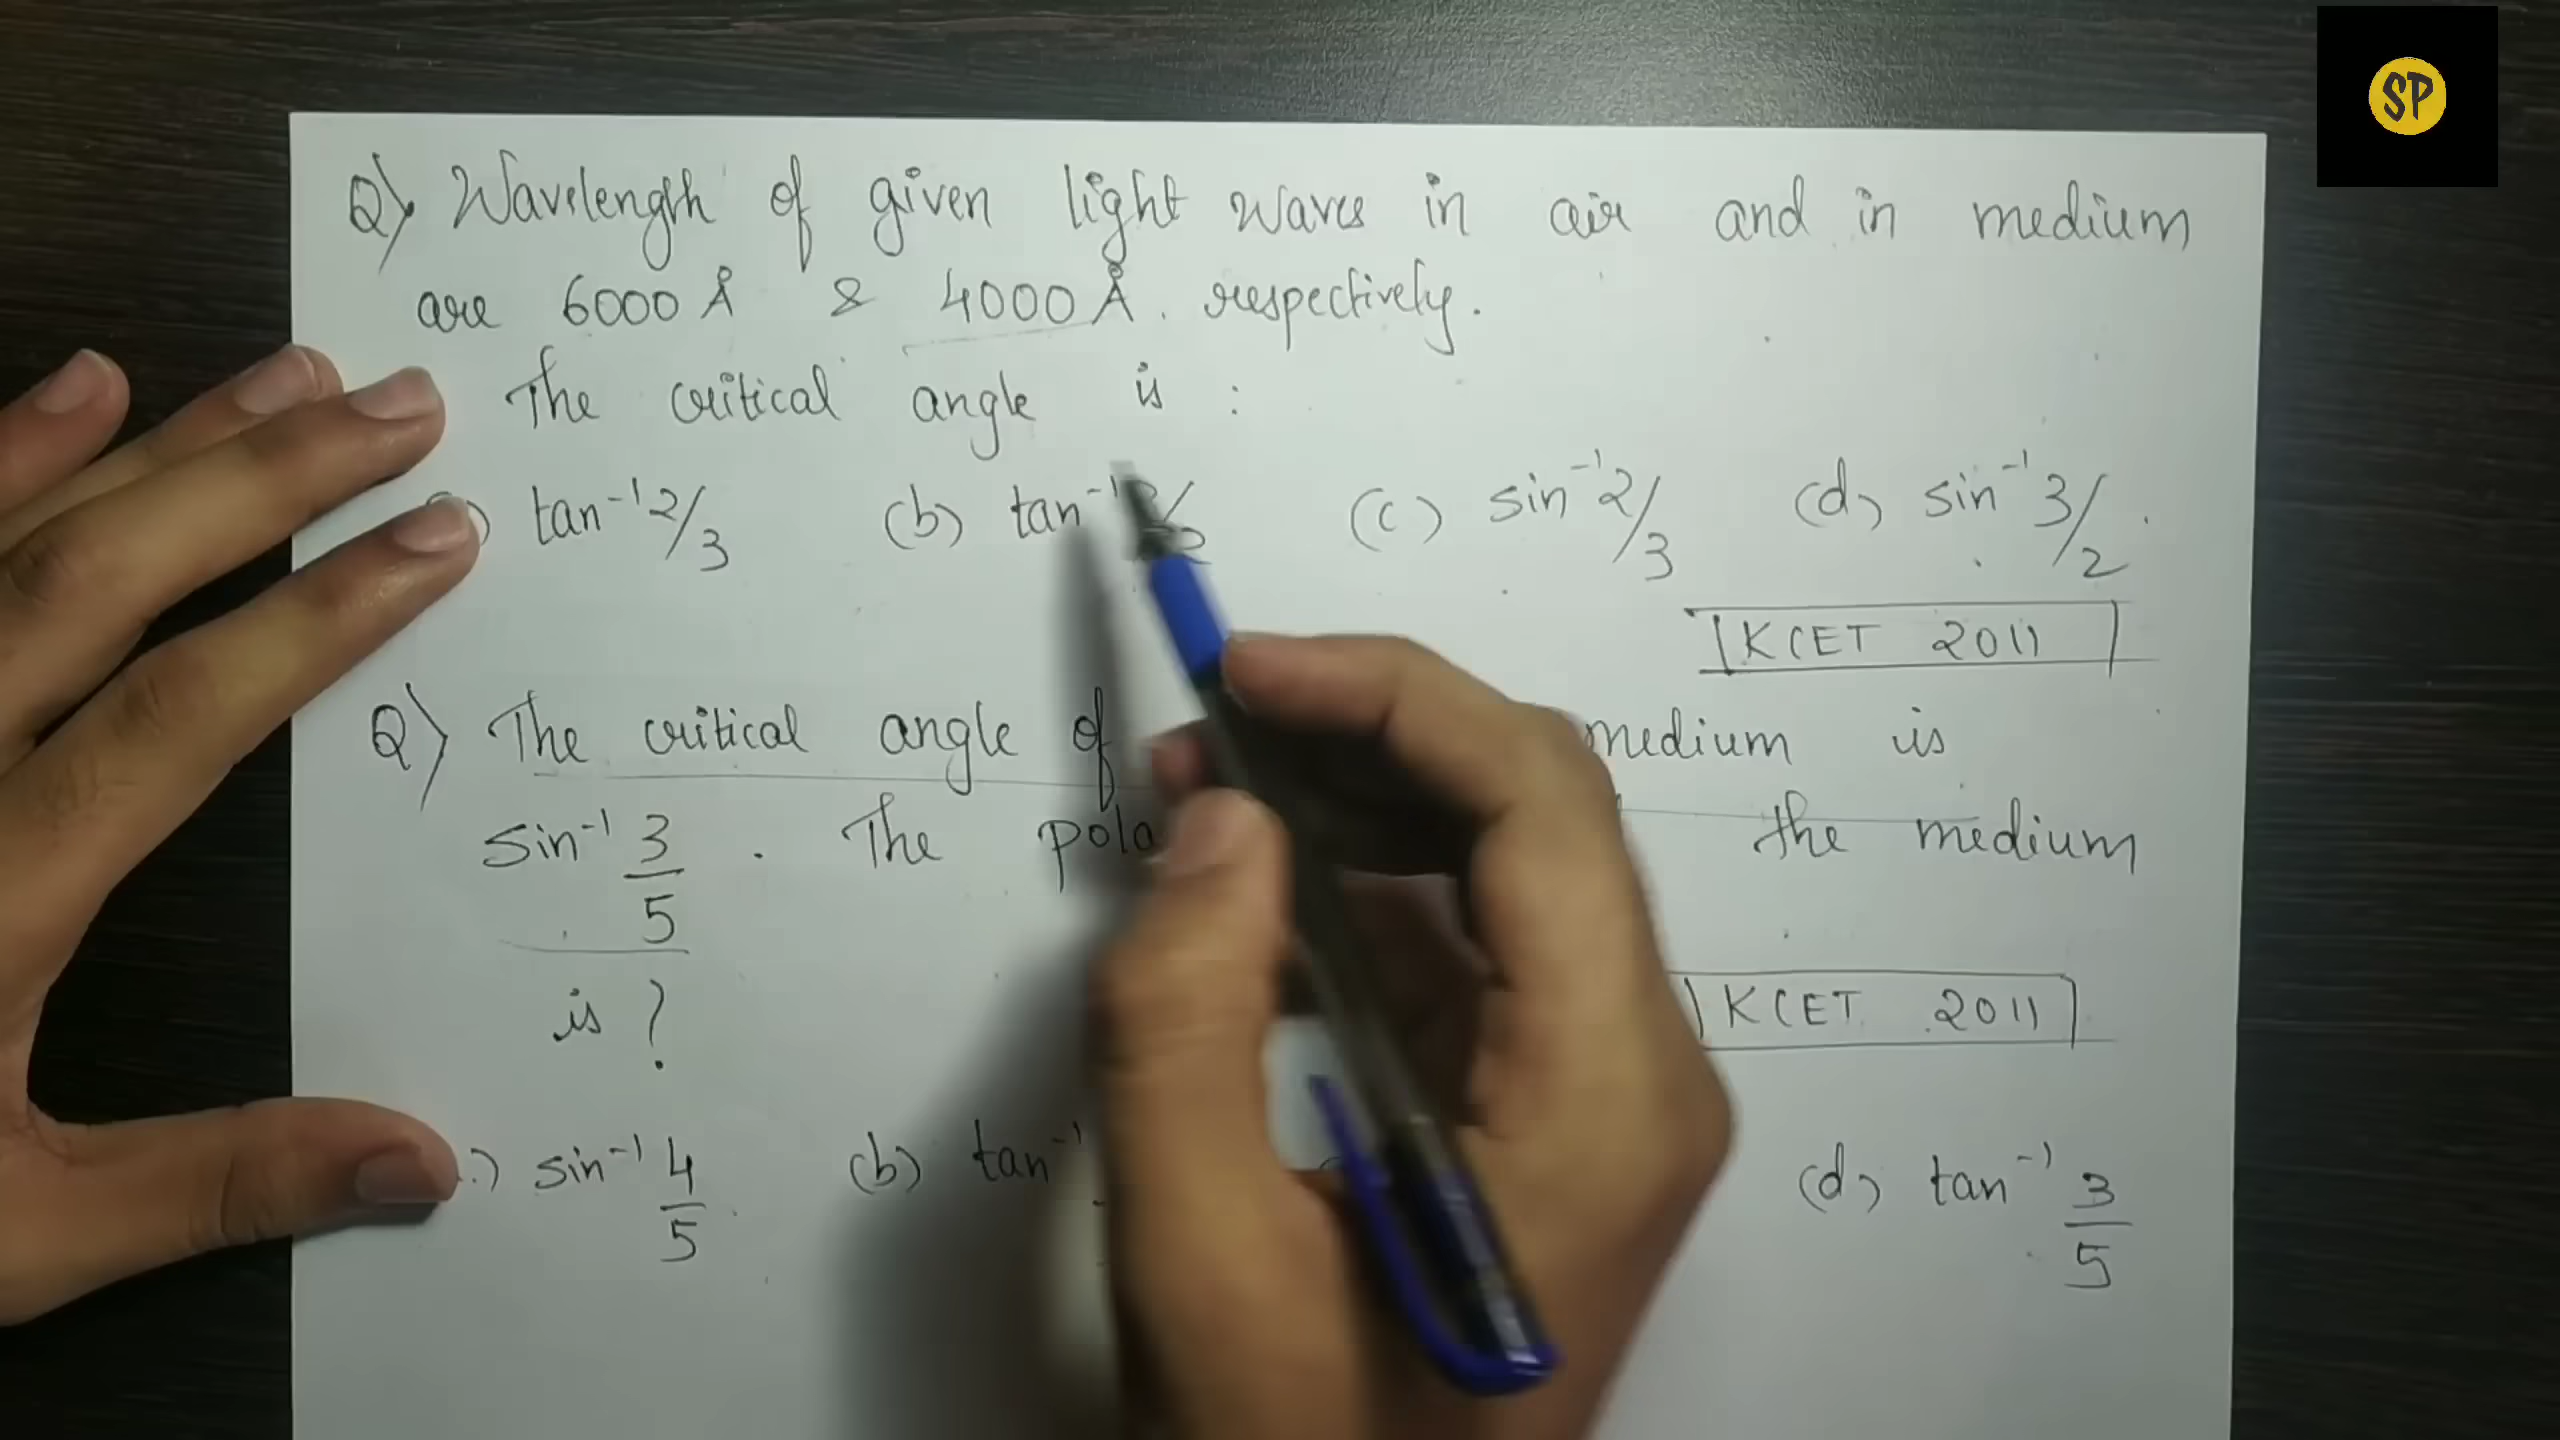 SP
Q) Wavelength of given light waves in air and in medium
are 6000 Å & 4000 Å. respectively.
The critical angle is :
) tan⁻¹ 2/3 (b) tan⁻¹ (c) sin⁻¹ 2/3 (d) sin⁻¹ 3/2.
KCET 2011
Q) The critical angle of medium is
sin⁻¹ 3/5 . The the medium
is ?
KCET 2011
.) sin⁻¹ 4/5 (b) tan⁻¹ (d) tan⁻¹ 3/5